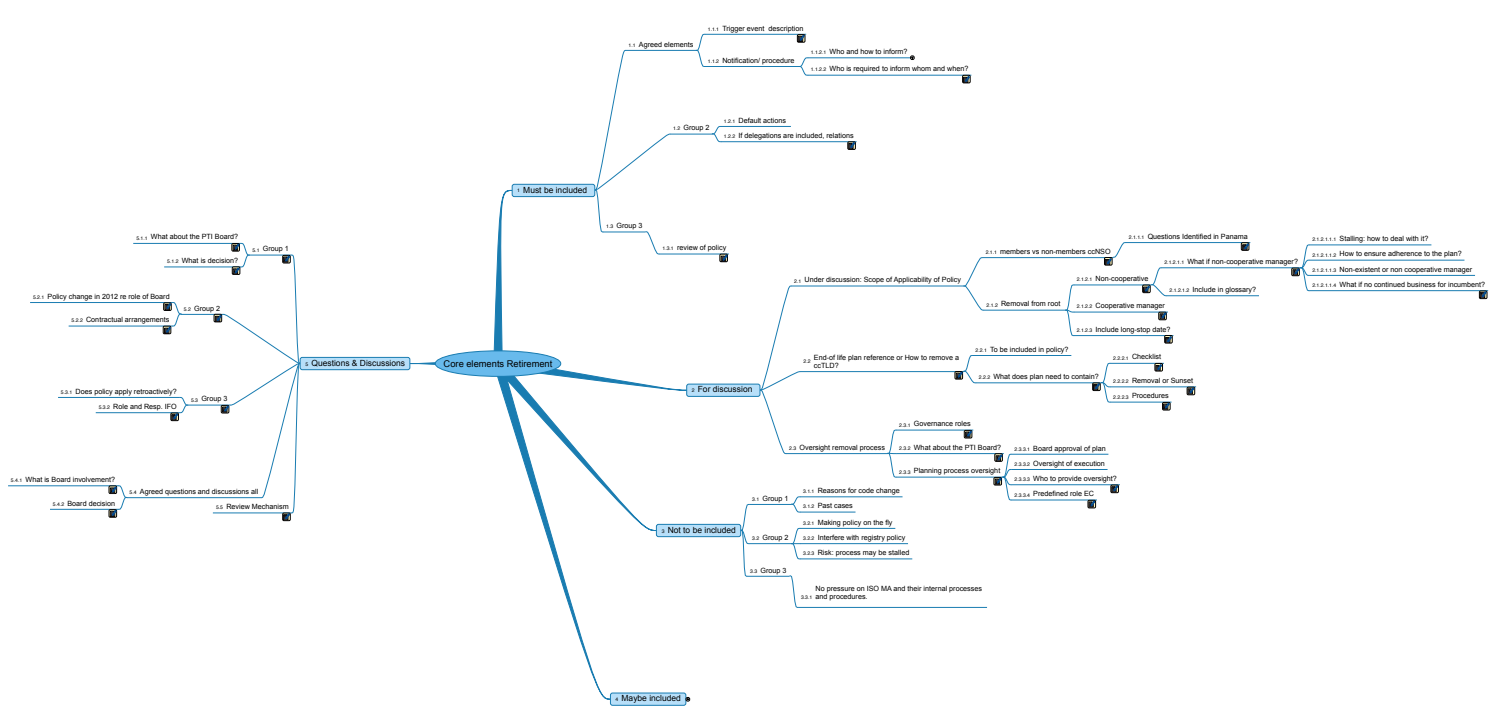 Core elements Retirement
1 Must be included
1.1 Agreed elements
1.1.1 Trigger event description
1.1.2 Notification/ procedure
1.1.2.1 Who and how to inform?
1.1.2.2 Who is required to inform whom and when?
1.2 Group 2
1.2.1 Default actions
1.2.2 If delegations are included, relations
1.3 Group 3
1.3.1 review of policy
2 For discussion
2.1 Under discussion: Scope of Applicability of Policy
2.1.1 members vs non-members ccNSO
2.1.1.1 Questions Identified in Panama
2.1.2 Removal from root
2.1.2.1 Non-cooperative
2.1.2.1.1 What if non-cooperative manager?
2.1.2.1.1.1 Stalling: how to deal with it?
2.1.2.1.1.2 How to ensure adherence to the plan?
2.1.2.1.1.3 Non-existent or non cooperative manager
2.1.2.1.1.4 What if no continued business for incumbent?
2.1.2.1.2 Include in glossary?
2.1.2.2 Cooperative manager
2.1.2.3 Include long-stop date?
2.2 End-of life plan reference or How to remove a
ccTLD?
2.2.1 To be included in policy?
2.2.2 What does plan need to contain?
2.2.2.1 Checklist
2.2.2.2 Removal or Sunset
2.2.2.3 Procedures
2.3 Oversight removal process
2.3.1 Governance roles
2.3.2 What about the PTI Board?
2.3.3 Planning process oversight
2.3.3.1 Board approval of plan
2.3.3.2 Oversight of execution
2.3.3.3 Who to provide oversight?
2.3.3.4 Predefined role EC
3 Not to be included
3.1 Group 1
3.1.1 Reasons for code change
3.1.2 Past cases
3.2 Group 2
3.2.1 Making policy on the fly
3.2.2 Interfere with registry policy
3.2.3 Risk: process may be stalled
3.3 Group 3
3.3.1 No pressure on ISO MA and their internal processes
and procedures.
4 Maybe included
5 Questions & Discussions
5.1 Group 1
5.1.1 What about the PTI Board?
5.1.2 What is decision?
5.2 Group 2
5.2.1 Policy change in 2012 re role of Board
5.2.2 Contractual arrangements
5.3 Group 3
5.3.1 Does policy apply retroactively?
5.3.2 Role and Resp. IFO
5.4 Agreed questions and discussions all
5.4.1 What is Board involvement?
5.4.2 Board decision
5.5 Review Mechanism